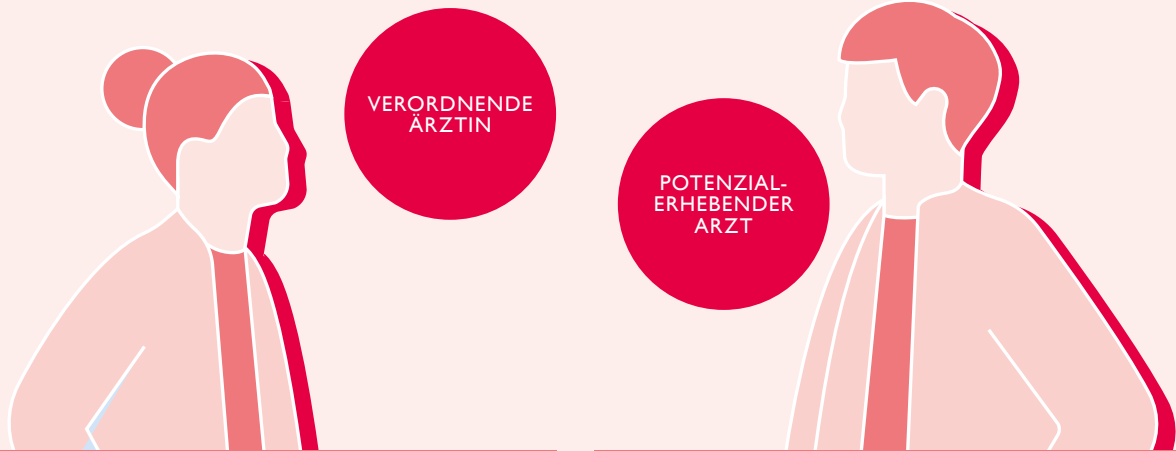 VERORDNENDE
ÄRZTIN
POTENZIAL-
ERHEBENDER
ARZT